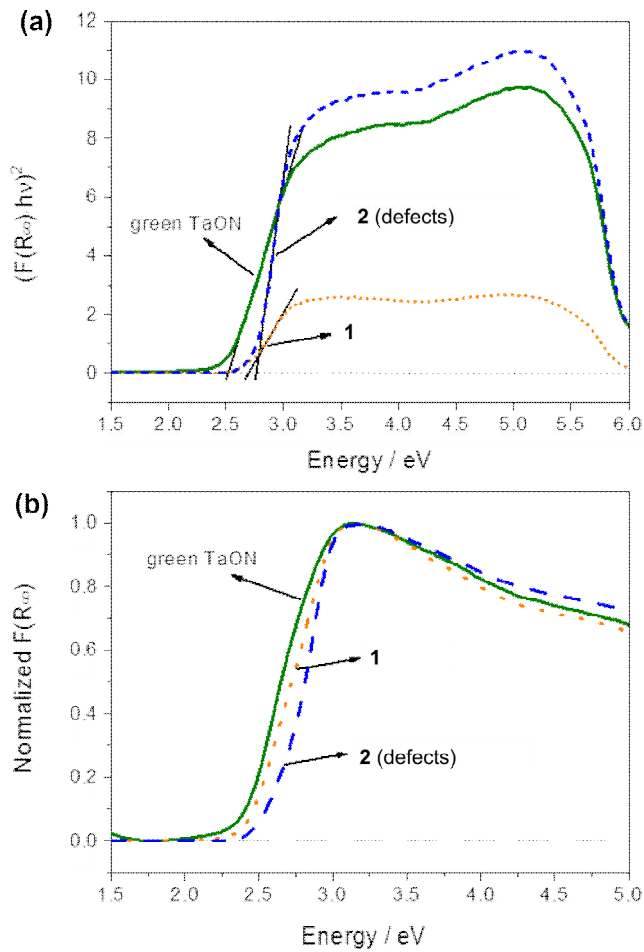 (a)
12
10
8
6
4
2
0
(F(R∞) hν)²
green TaON
2 (defects)
1
1.5 2.0 2.5 3.0 3.5 4.0 4.5 5.0 5.5 6.0
Energy / eV
(b)
1.0
0.8
0.6
0.4
0.2
0.0
Normalized F(R∞)
green TaON
1
2 (defects)
1.5 2.0 2.5 3.0 3.5 4.0 4.5 5.0
Energy / eV